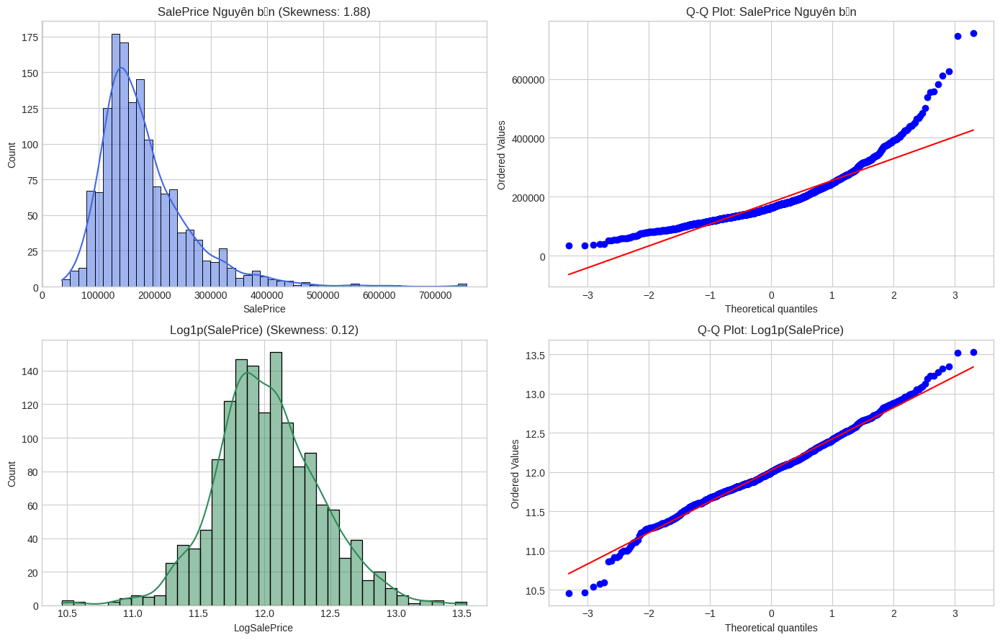 SalePrice Nguyên b▯n (Skewness: 1.88)
175
150
125
100
75
50
25
0
Count
0 100000 200000 300000 400000 500000 600000 700000
SalePrice
Q-Q Plot: SalePrice Nguyên b▯n
600000
400000
200000
0
Ordered Values
−3 −2 −1 0 1 2 3
Theoretical quantiles
Log1p(SalePrice) (Skewness: 0.12)
140
120
100
80
60
40
20
0
Count
10.5 11.0 11.5 12.0 12.5 13.0 13.5
LogSalePrice
Q-Q Plot: Log1p(SalePrice)
13.5
13.0
12.5
12.0
11.5
11.0
10.5
Ordered Values
−3 −2 −1 0 1 2 3
Theoretical quantiles